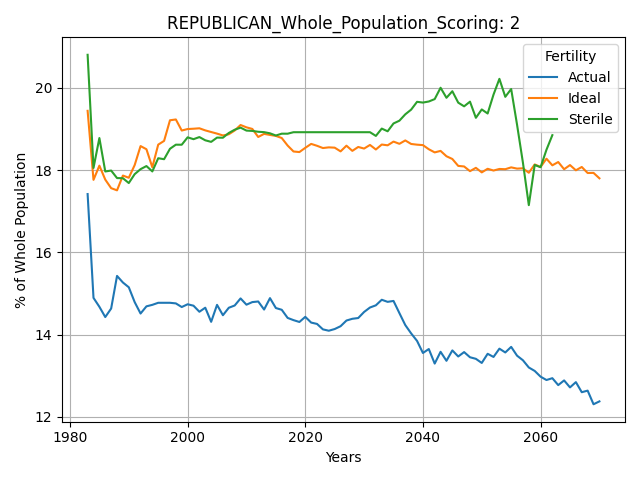 REPUBLICAN_Whole_Population_Scoring: 2
Fertility
Actual
Ideal
Sterile
% of Whole Population
20
18
16
14
12
1980
2000
2020
2040
2060
Years